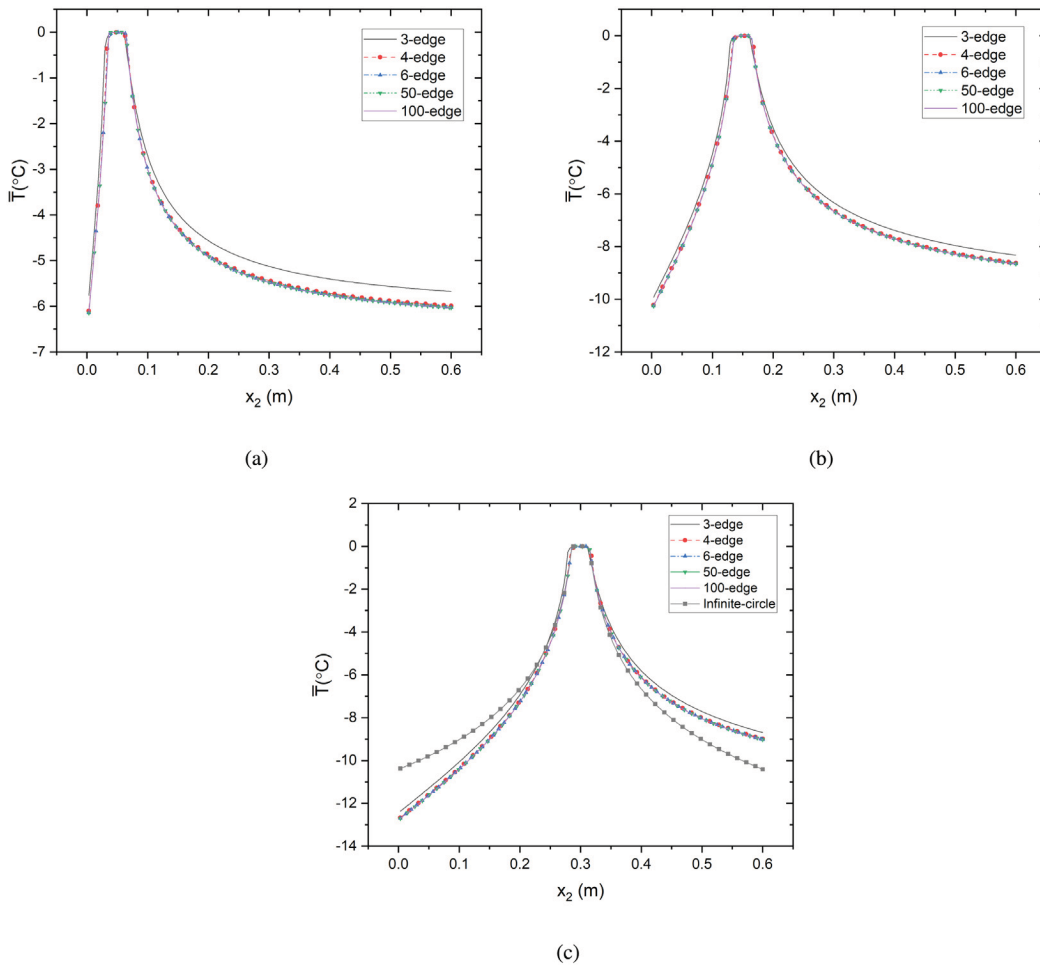 0
-1
-2
-3
-4
-5
-6
-7
T̿(°C)
0.0 0.1 0.2 0.3 0.4 0.5 0.6
x₂ (m)
3-edge
4-edge
6-edge
50-edge
100-edge
(a)
0
-2
-4
-6
-8
-10
-12
T̿(°C)
0.0 0.1 0.2 0.3 0.4 0.5 0.6
x₂ (m)
3-edge
4-edge
6-edge
50-edge
100-edge
(b)
2
0
-2
-4
-6
-8
-10
-12
-14
T̿(°C)
0.0 0.1 0.2 0.3 0.4 0.5 0.6
x₂ (m)
3-edge
4-edge
6-edge
50-edge
100-edge
Infinite-circle
(c)